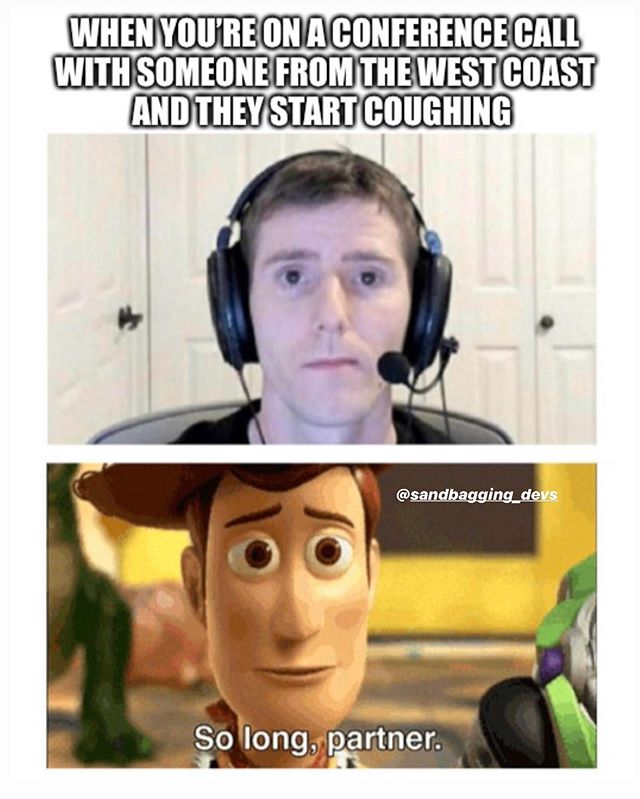 WHEN YOU'RE ON A CONFERENCE CALL
WITH SOMEONE FROM THE WEST COAST
AND THEY START COUGHING
@sandbagging_devs
So long, partner.